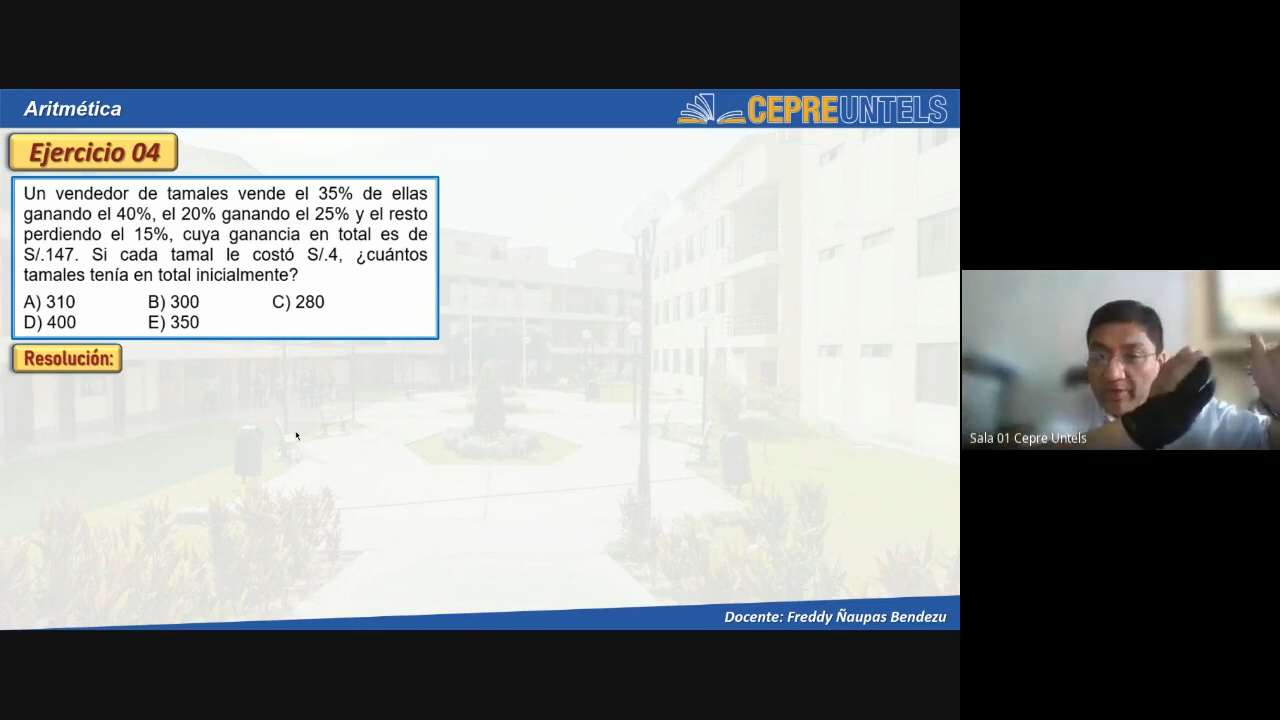 Aritmética
CEPREUNTELS
Ejercicio 04
Un vendedor de tamales vende el 35% de ellas
ganando el 40%, el 20% ganando el 25% y el resto
perdiendo el 15%, cuya ganancia en total es de
S/.147. Si cada tamal le costó S/.4, ¿cuántos
tamales tenía en total inicialmente?
A) 310 B) 300 C) 280
D) 400 E) 350
Resolución:
Sala 01 Cepre Untels
Docente: Freddy Ñaupas Bendezu